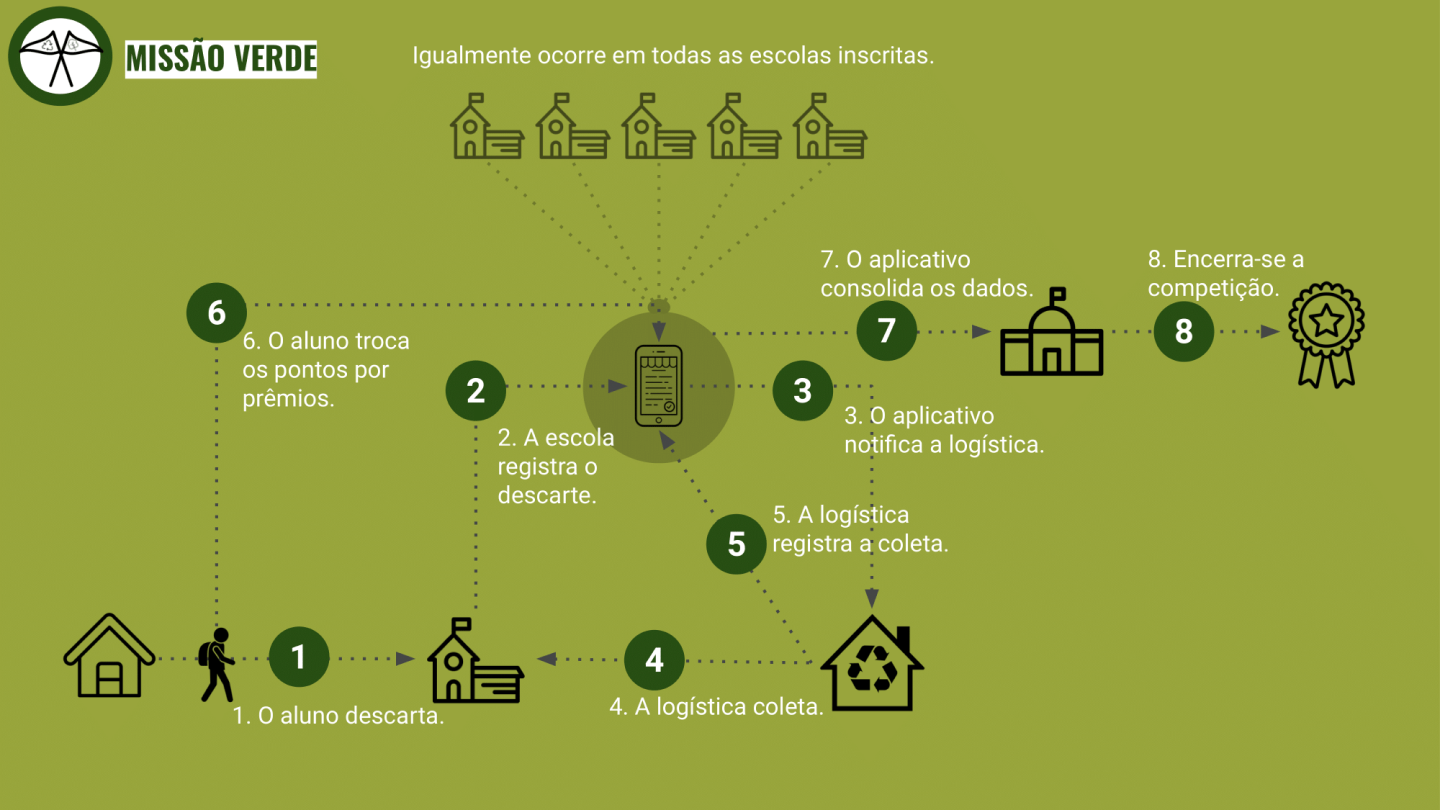 MISSÃO VERDE
Igualmente ocorre em todas as escolas inscritas.
7. O aplicativo
consolida os dados.
8. Encerra-se a
competição.
6
7
8
6. O aluno troca
os pontos por
prêmios.
2
3
3. O aplicativo
notifica a logística.
2. A escola
registra o
descarte.
5
5. A logística
registra a coleta.
1
4
1. O aluno descarta.
4. A logística coleta.